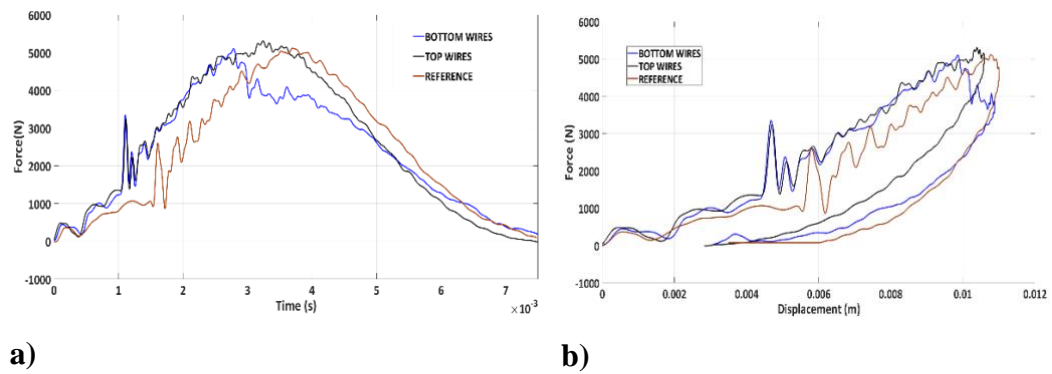 6000
5000
4000
3000
2000
1000
0
-1000
Force(N)
BOTTOM WIRES
TOP WIRES
REFERENCE
0 1 2 3 4 5 6 7
Time (s)
×10⁻³
a)
6000
5000
4000
3000
2000
1000
0
-1000
Force (N)
BOTTOM WIRES
TOP WIRES
REFERENCE
0 0.002 0.004 0.006 0.008 0.01 0.012
Displacement (m)
b)